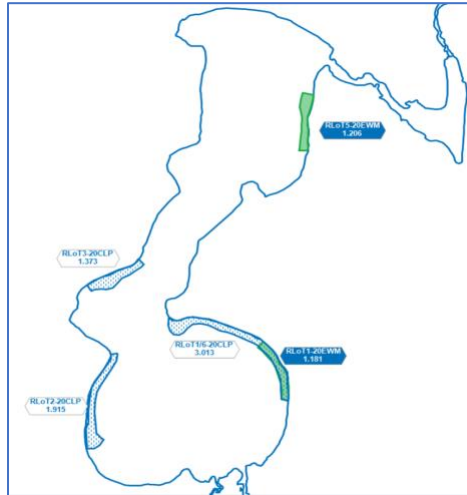 RLoT5-20EWM
1.206
RLoT3-20CLP
1.373
RLoT1/6-20CLP
3.013
RLoT1-20EWM
1.181
RLoT2-20CLP
1.915